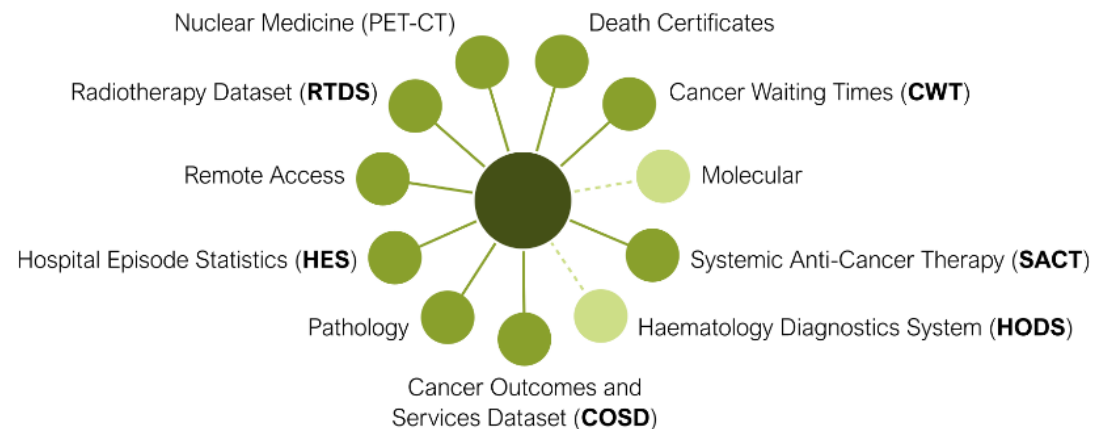 Nuclear Medicine (PET-CT)
Death Certificates
Radiotherapy Dataset (RTDS)
Cancer Waiting Times (CWT)
Remote Access
Molecular
Hospital Episode Statistics (HES)
Systemic Anti-Cancer Therapy (SACT)
Pathology
Haematology Diagnostics System (HODS)
Cancer Outcomes and
Services Dataset (COSD)